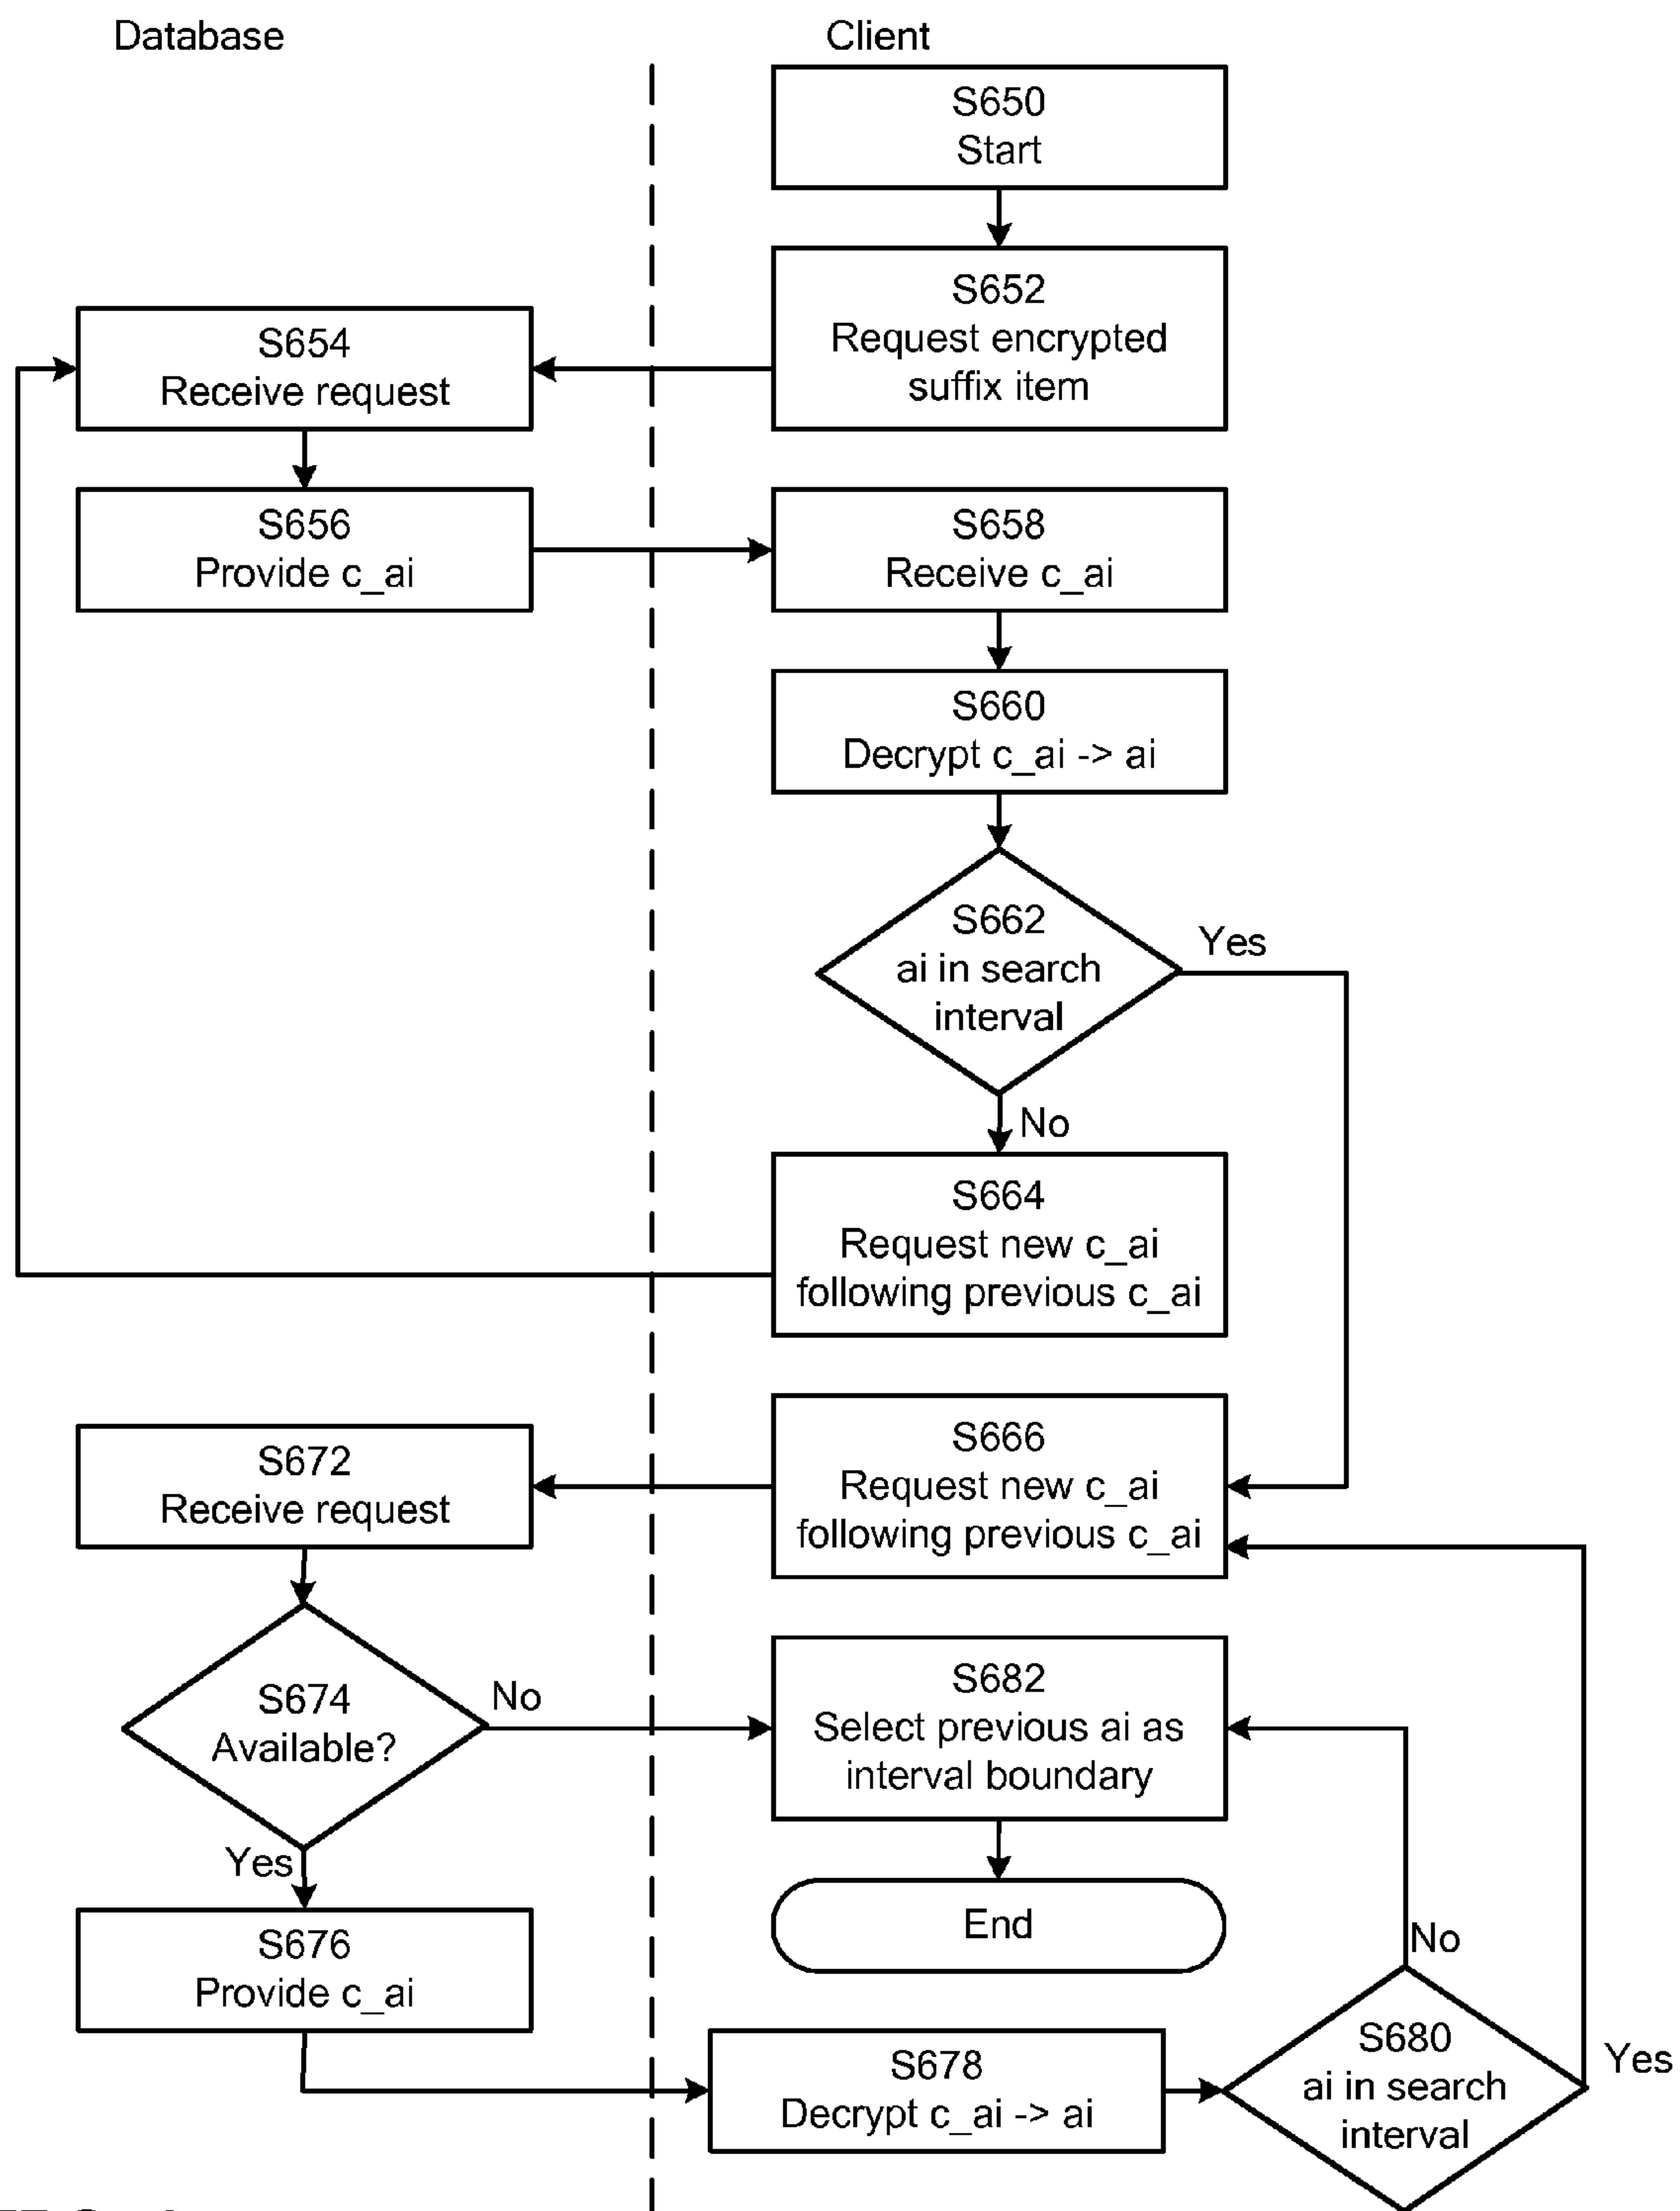 Database
Client
S650
Start
S652
Request encrypted
suffix item
S654
Receive request
S656
Provide c_ai
S658
Receive c_ai
S660
Decrypt c_ai -> ai
S662
ai in search
interval
Yes
No
S664
Request new c_ai
following previous c_ai
S666
Request new c_ai
following previous c_ai
S672
Receive request
S674
Available?
No
Yes
S682
Select previous ai as
interval boundary
End
S676
Provide c_ai
S678
Decrypt c_ai -> ai
S680
ai in search
interval
No
Yes